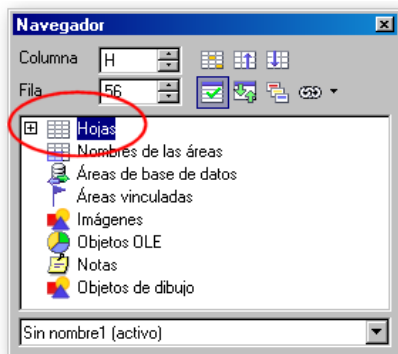 Navegador
Columna H
Fila 56
Hojas
Nombres de las áreas
Áreas de base de datos
Áreas vinculadas
Imágenes
Objetos OLE
Notas
Objetos de dibujo
Sin nombre1 (activo)